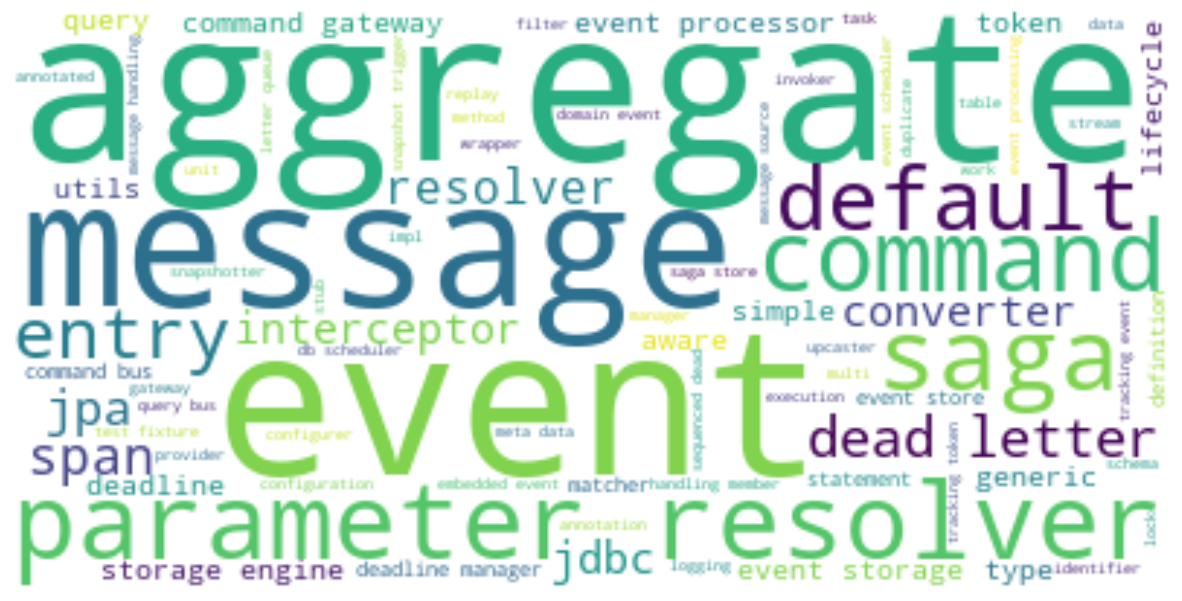 query
command gateway
filter
event processor
task
token
data
aggregate
lifecycle
annotated
message handling
letter queue
snapshot trigger
replay
method
wrapper
domain event
invoker
message source
event scheduler
duplicate
table
event processing
stream
unit
work
utils
resolver
default
message
impl
command
snapshotter
stub
saga store
entry
interceptor
manager
simple
converter
aware
db scheduler
upcaster
saga
tracking event
definition
command bus
gateway
multi
jpa
query bus
event
sequenced dead
execution
event store
test fixture
configurer
meta data
dead letter
span
provider
schema
deadline
configuration
embedded event
matcher
handling member
statement
tracking token
generic
parameter resolver
annotation
lock
storage engine
deadline manager
jdbc
logging
event storage
type
identifier